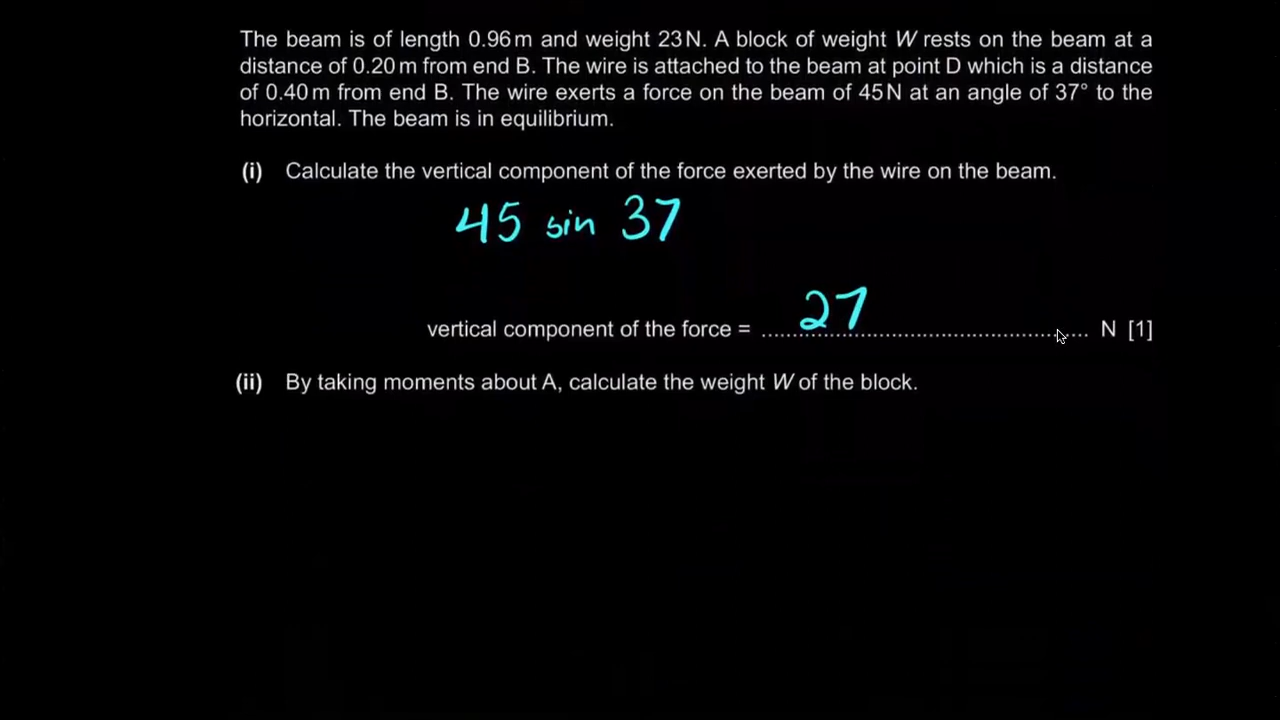 The beam is of length 0.96 m and weight 23 N. A block of weight W rests on the beam at a
distance of 0.20 m from end B. The wire is attached to the beam at point D which is a distance
of 0.40 m from end B. The wire exerts a force on the beam of 45 N at an angle of 37° to the
horizontal. The beam is in equilibrium.
(i) Calculate the vertical component of the force exerted by the wire on the beam.
45 sin 37
vertical component of the force = 27 N [1]
(ii) By taking moments about A, calculate the weight W of the block.